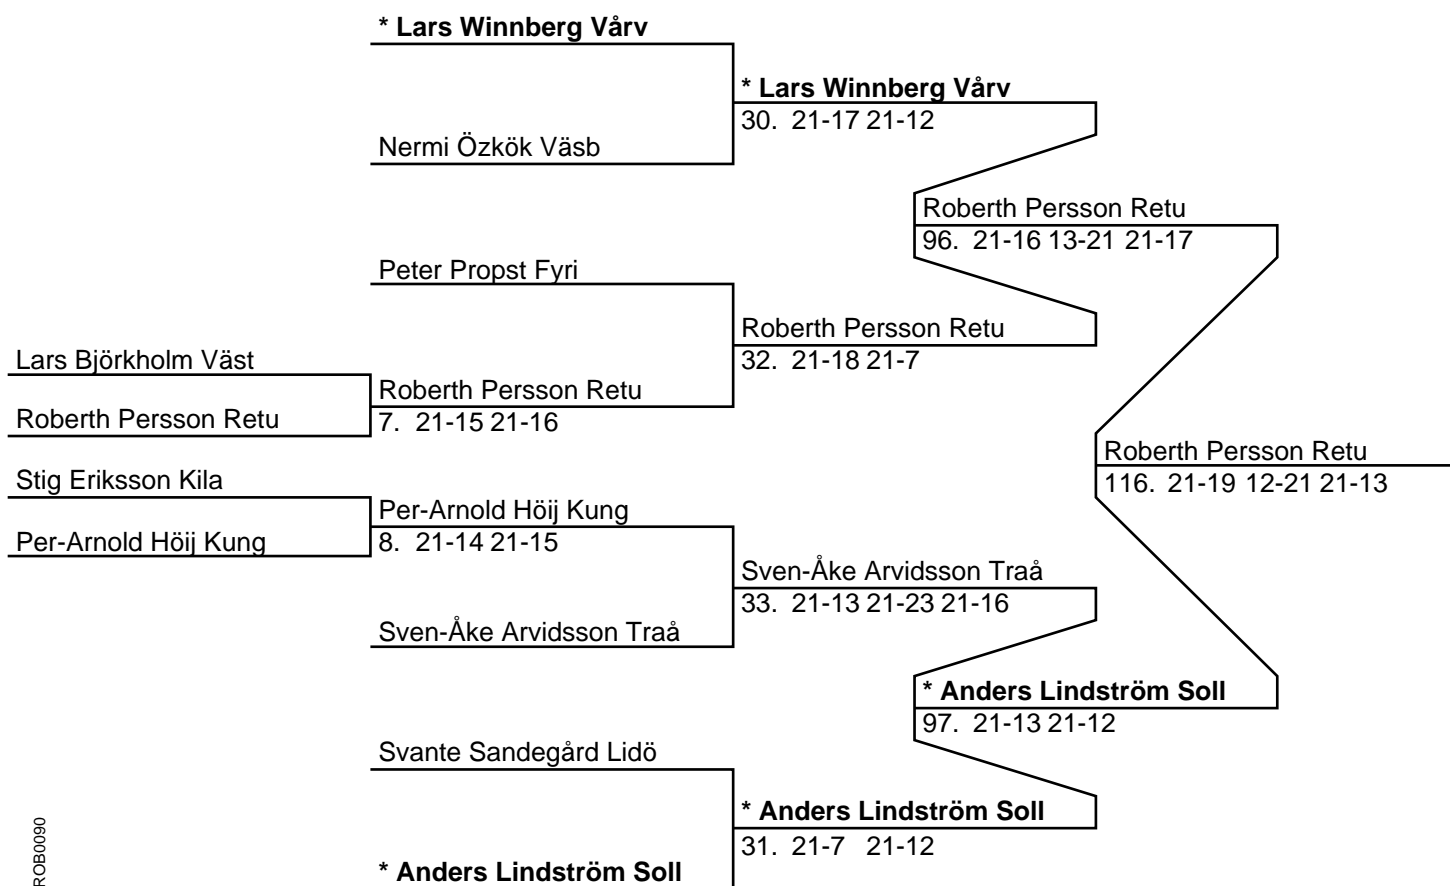 * Lars Winnberg Vårv
* Lars Winnberg Vårv
30. 21-17 21-12
Nermi Özkök Väsb
Roberth Persson Retu
96. 21-16 13-21 21-17
Peter Propst Fyri
Roberth Persson Retu
32. 21-18 21-7
Lars Björkholm Väst
Roberth Persson Retu
7. 21-15 21-16
Roberth Persson Retu
Roberth Persson Retu
116. 21-19 12-21 21-13
Stig Eriksson Kila
Per-Arnold Höij Kung
8. 21-14 21-15
Per-Arnold Höij Kung
Sven-Åke Arvidsson Traå
33. 21-13 21-23 21-16
Sven-Åke Arvidsson Traå
* Anders Lindström Soll
97. 21-13 21-12
Svante Sandegård Lidö
* Anders Lindström Soll
31. 21-7 21-12
* Anders Lindström Soll
ROB0090